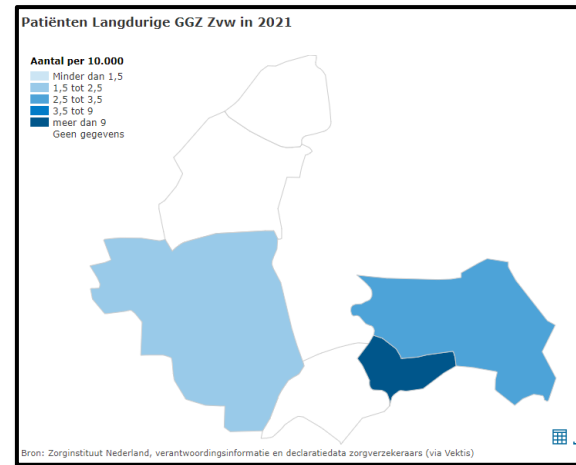 Patiënten Langdurige GGZ Zvw in 2021
Aantal per 10.000
Minder dan 1,5
1,5 tot 2,5
2,5 tot 3,5
3,5 tot 9
meer dan 9
Geen gegevens
Bron: Zorginstituut Nederland, verantwoordingsinformatie en declaratiedata zorgverzekeraars (via Vektis)